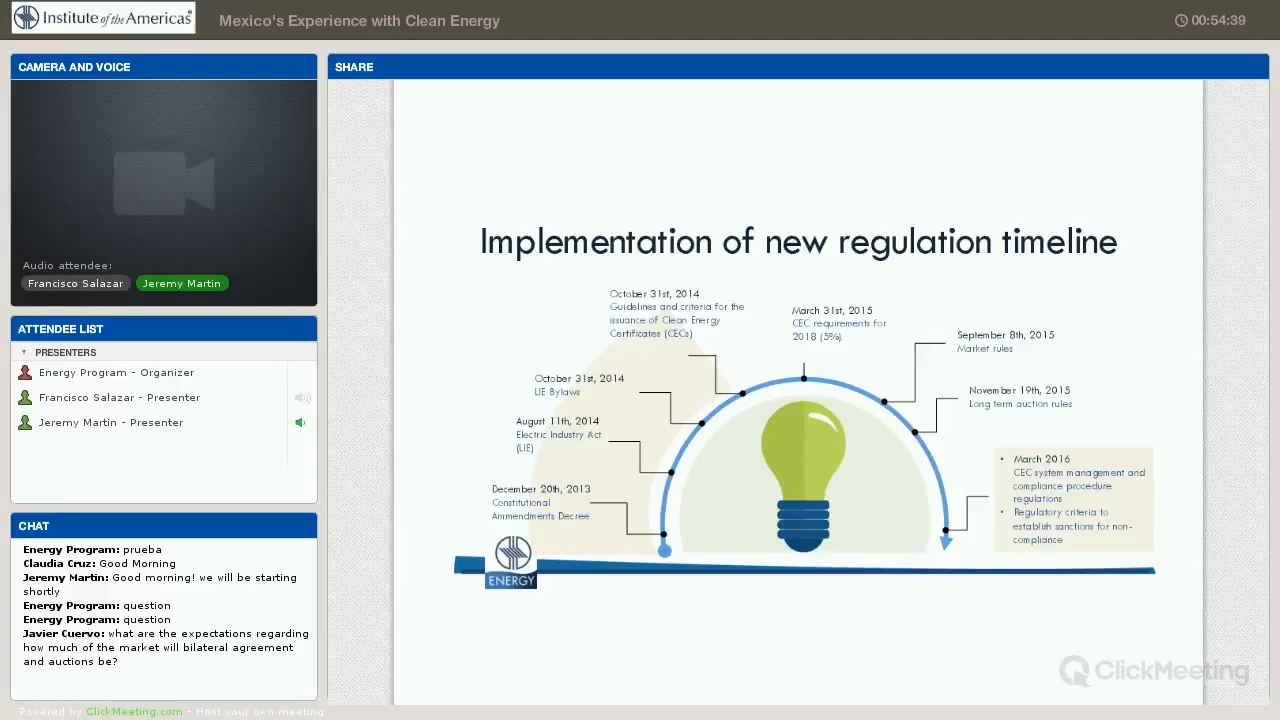 Institute of the Americas
Mexico's Experience with Clean Energy
00:54:39
CAMERA AND VOICE
Audio attendee:
Francisco Salazar
Jeremy Martin
ATTENDEE LIST
PRESENTERS
Energy Program - Organizer
Francisco Salazar - Presenter
Jeremy Martin - Presenter
CHAT
Energy Program: prueba
Claudia Cruz: Good Morning
Jeremy Martin: Good morning! we will be starting
shortly
Energy Program: question
Energy Program: question
Javier Cuervo: what are the expectations regarding
how much of the market will bilateral agreement
and auctions be?
Powered by ClickMeeting.com - Host your own meeting
SHARE
Implementation of new regulation timeline
October 31st, 2014
Guidelines and criteria for the
issuance of Clean Energy
Certificates (CECs)
March 31st, 2015
CEC requirements for
2018 (5%).
September 8th, 2015
Market rules
October 31st, 2014
LIE Bylaws
November 19th, 2015
Long term auction rules
August 11th, 2014
Electric Industry Act
(LIE)
December 20th, 2013
Constitutional
Ammendments Decree
• March 2016
CEC system management and
compliance procedure
regulations
• Regulatory criteria to
establish sanctions for non-
compliance
ENERGY
ClickMeeting